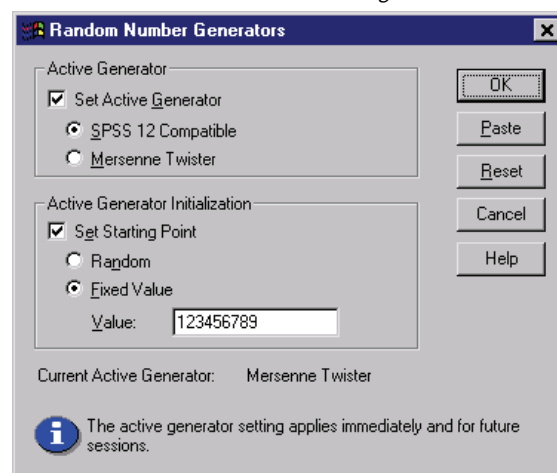 Random Number Generators
Active Generator
Set Active Generator
SPSS 12 Compatible
Mersenne Twister
Active Generator Initialization
Set Starting Point
Random
Fixed Value
Value: 123456789
OK
Paste
Reset
Cancel
Help
Current Active Generator: Mersenne Twister
The active generator setting applies immediately and for future
sessions.